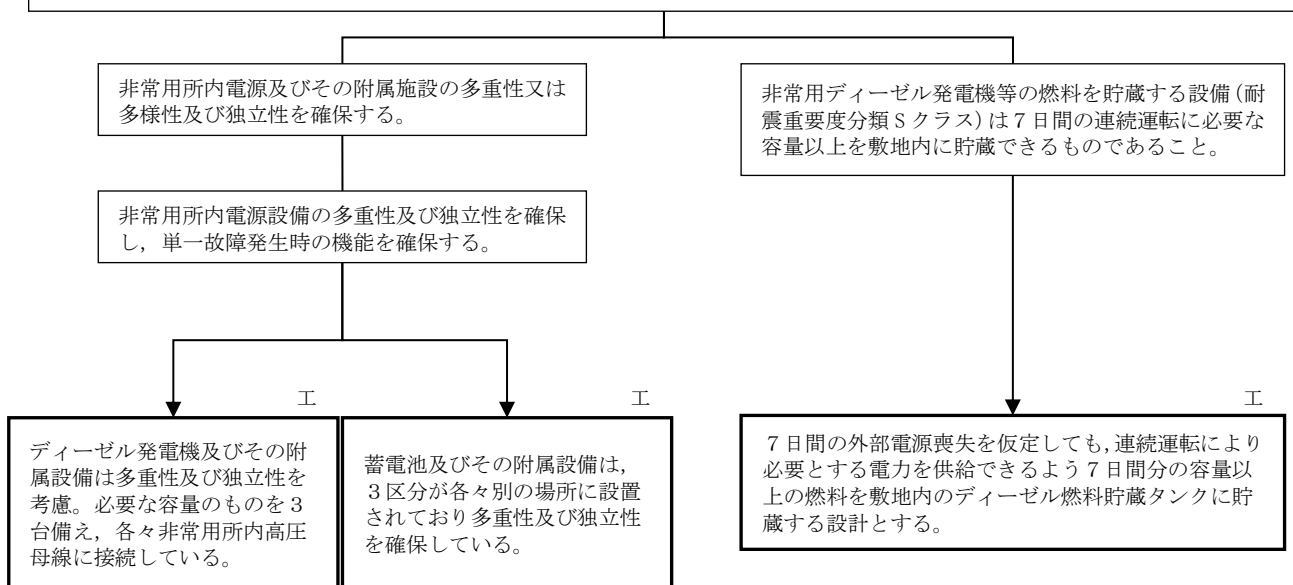 非常用所内電源及びその附属施設の多重性又は
多様性及び独立性を確保する。
非常用ディーゼル発電機等の燃料を貯蔵する設備(耐
震重要度分類Sクラス)は7日間の連続運転に必要な
容量以上を敷地内に貯蔵できるものであること。
非常用所内電源設備の多重性及び独立性を確保
し，単一故障発生時の機能を確保する。
工
ディーゼル発電機及びその附
属設備は多重性及び独立性を
考慮。必要な容量のものを３
台備え，各々非常用所内高圧
母線に接続している。
工
蓄電池及びその附属設備は，
３区分が各々別の場所に設置
されており多重性及び独立性
を確保している。
工
７日間の外部電源喪失を仮定しても,連続運転により
必要とする電力を供給できるよう７日間分の容量以
上の燃料を敷地内のディーゼル燃料貯蔵タンクに貯
蔵する設計とする。